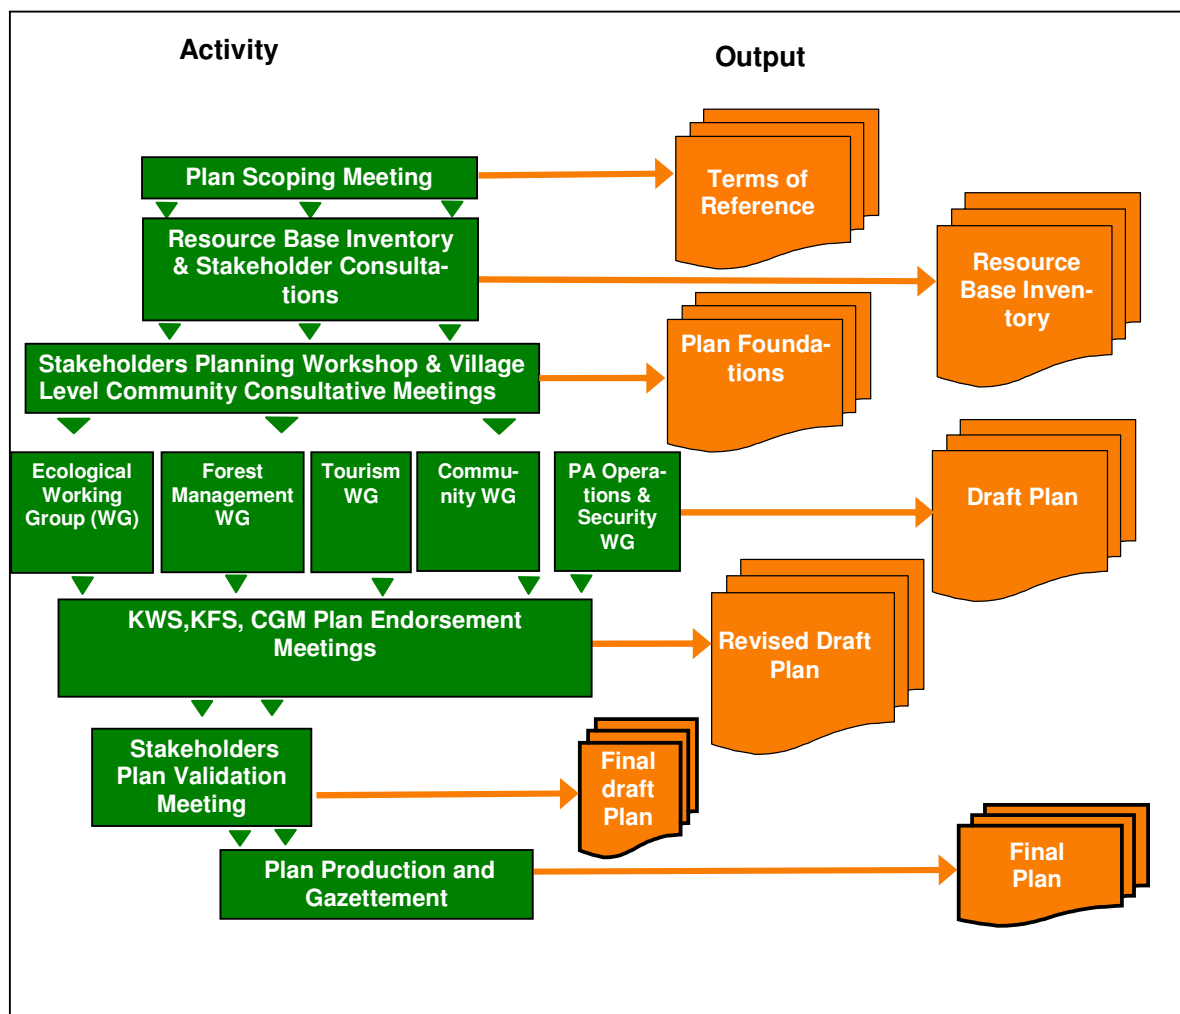 Activity
Output
Plan Scoping Meeting
Terms of
Reference
Resource Base Inventory
& Stakeholder Consulta-
tions
Resource
Base Inven-
tory
Stakeholders Planning Workshop & Village
Level Community Consultative Meetings
Plan Founda-
tions
Ecological
Working
Group (WG)
Forest
Management
WG
Tourism
WG
Commu-
nity WG
PA Opera-
tions &
Security
WG
Draft Plan
KWS,KFS, CGM Plan Endorsement
Meetings
Revised Draft
Plan
Stakeholders
Plan Validation
Meeting
Final
draft
Plan
Plan Production and
Gazettement
Final
Plan